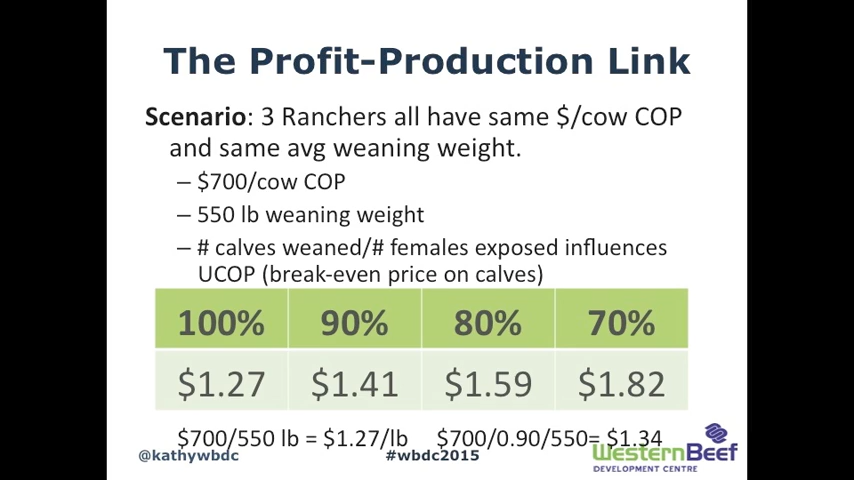 The Profit-Production Link
Scenario: 3 Ranchers all have same $/cow COP
and same avg weaning weight.
– $700/cow COP
– 550 lb weaning weight
– # calves weaned/# females exposed influences
UCOP (break-even price on calves)
100% 90% 80% 70%
$1.27 $1.41 $1.59 $1.82
$700/550 lb = $1.27/lb $700/0.90/550= $1.34
@kathywbdc #wbdc2015 WesternBeef
DEVELOPMENT CENTRE